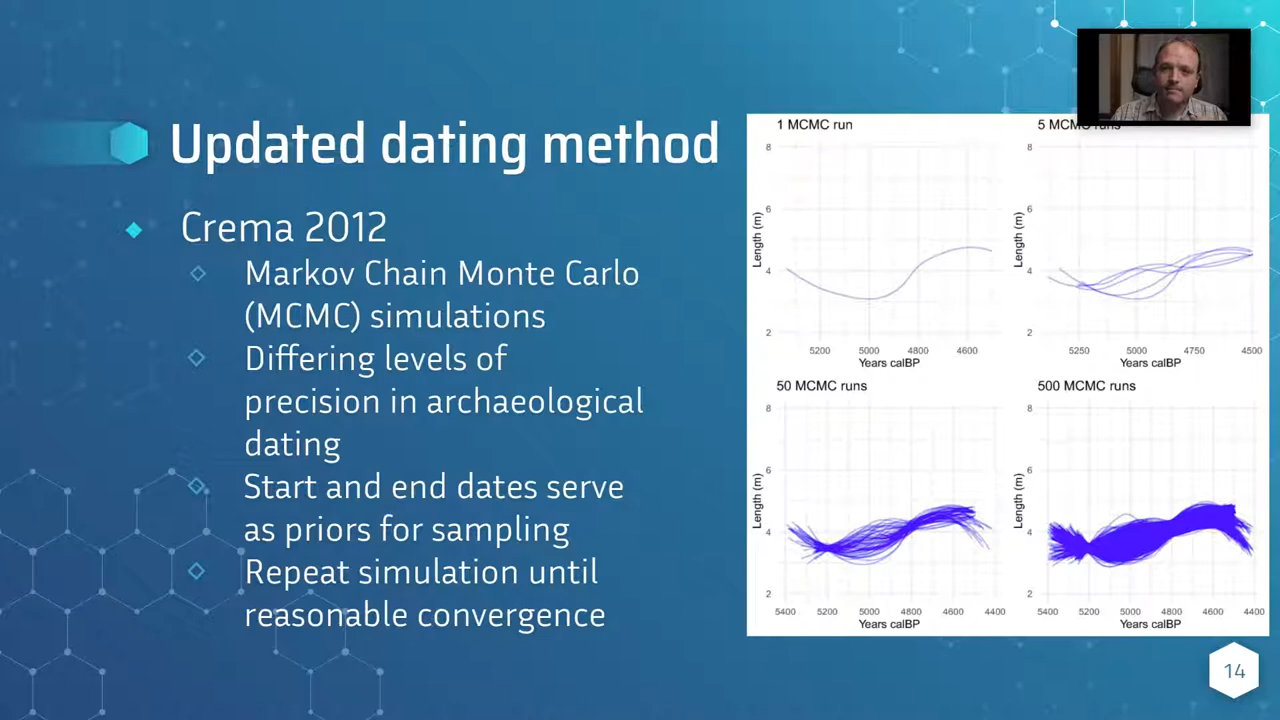 Updated dating method
Crema 2012
Markov Chain Monte Carlo
(MCMC) simulations
Differing levels of
precision in archaeological
dating
Start and end dates serve
as priors for sampling
Repeat simulation until
reasonable convergence
1 MCMC run
8
6
4
2
Length (m)
5200
5000
4800
4600
Years calBP
5 MCMC runs
8
6
4
2
Length (m)
5250
5000
4750
4500
Years calBP
50 MCMC runs
8
6
4
2
Length (m)
5400
5200
5000
4800
4600
4400
Years calBP
500 MCMC runs
8
6
4
2
Length (m)
5400
5200
5000
4800
4600
4400
Years calBP
14